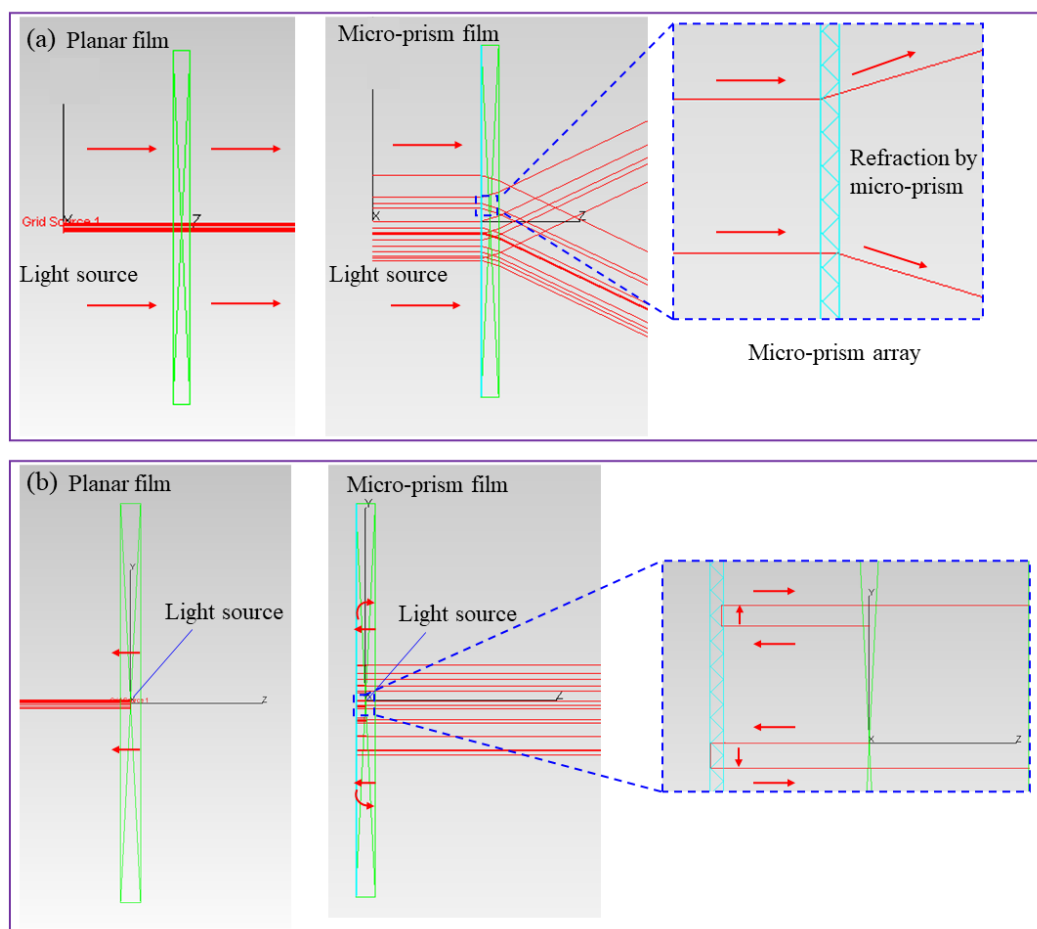 (a) Planar film
Micro-prism film
Refraction by
micro-prism
Y
Z
Grid Source 1
X
Z
Light source
Light source
Micro-prism array
(b) Planar film
Micro-prism film
Y
Light source
Y
Light source
Z
Z
Y
X
Z